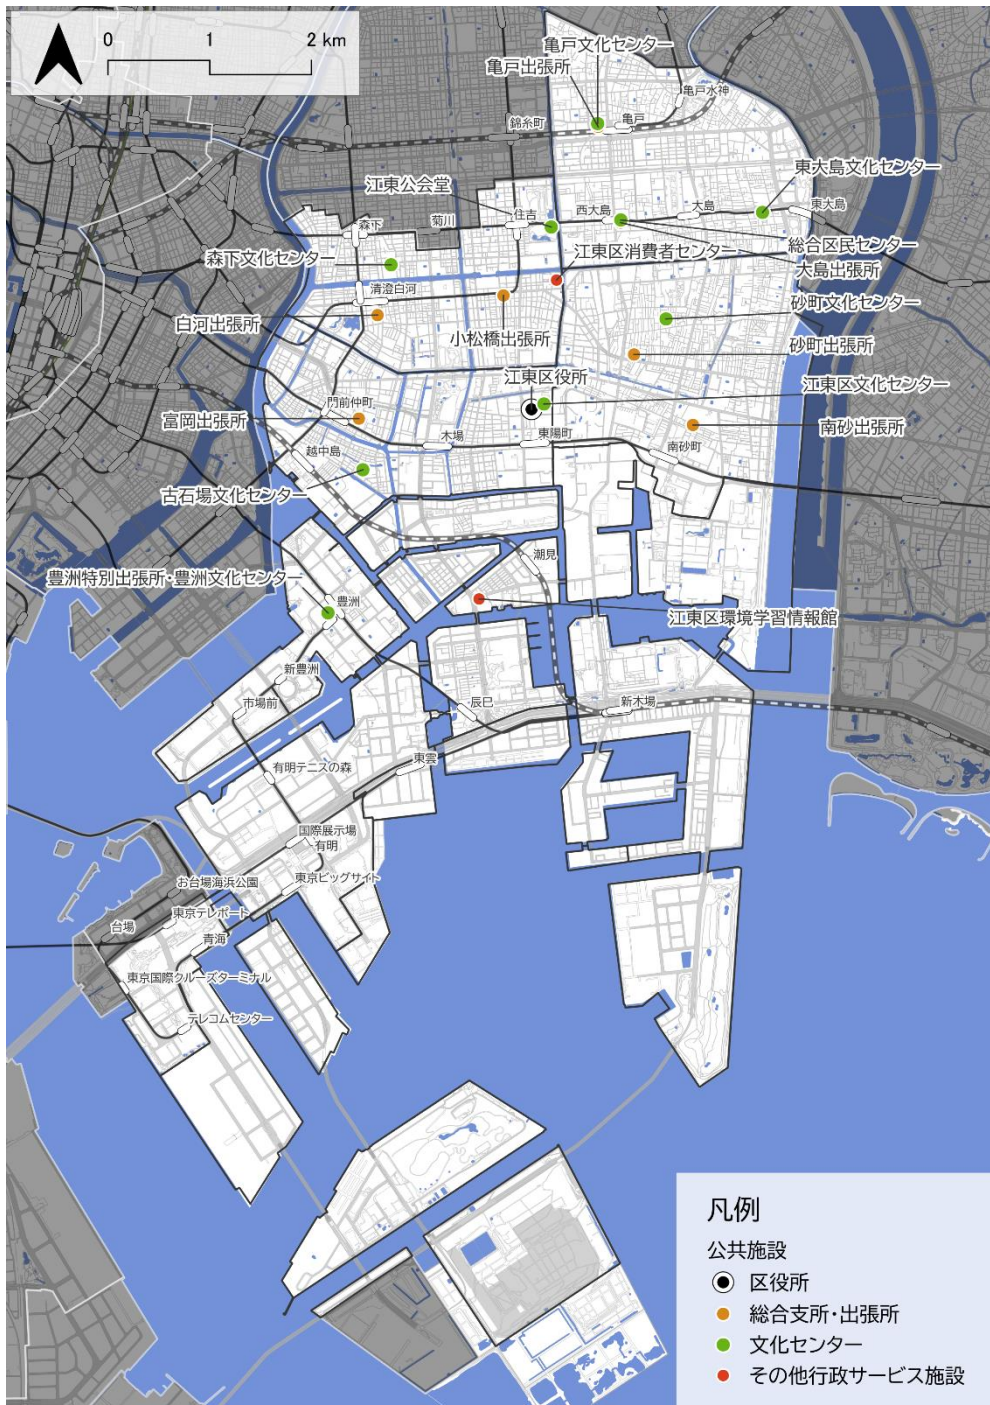 0 1 2 km
亀戸文化センター
亀戸出張所
亀戸水神
錦糸町
亀戸
東大島文化センター
江東公会堂
西大島
大島
東大島
住吉
菊川
森下
総合区民センター
江東区消費者センター
森下文化センター
大島出張所
清澄白河
砂町文化センター
白河出張所
小松橋出張所
砂町出張所
江東区役所
江東区文化センター
門前仲町
富岡出張所
南砂出張所
木場
東陽町
南砂町
越中島
古石場文化センター
潮見
豊洲特別出張所・豊洲文化センター
豊洲
江東区環境学習情報館
新豊洲
市場前
辰巳
新木場
東雲
有明テニスの森
国際展示場
有明
東京ビッグサイト
お台場海浜公園
東京テレポート
台場
青海
東京国際クルーズターミナル
テレコムセンター
凡例
公共施設
区役所
総合支所・出張所
文化センター
その他行政サービス施設